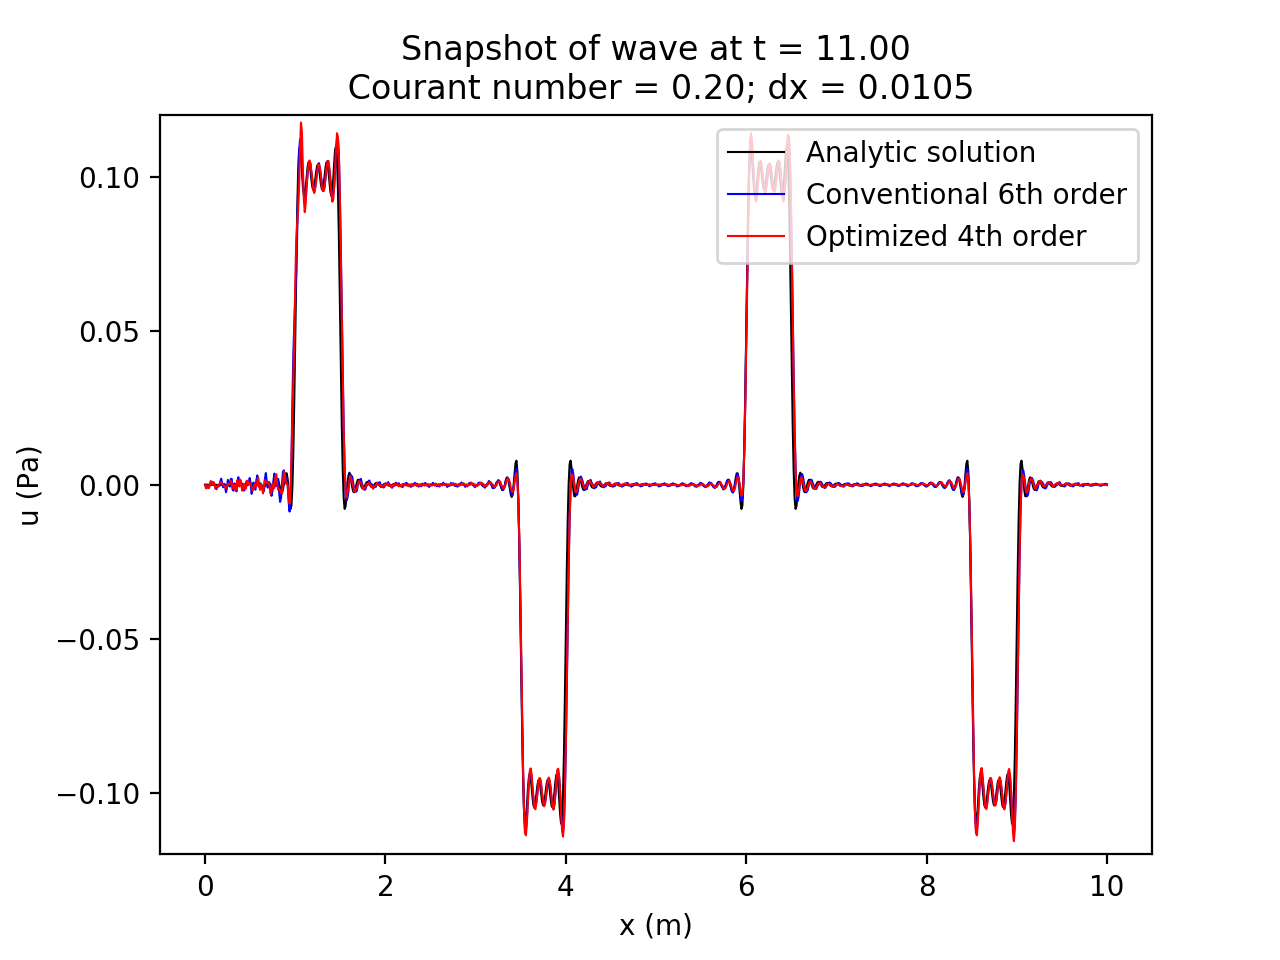 Snapshot of wave at t = 11.00
Courant number = 0.20; dx = 0.0105
Analytic solution
Conventional 6th order
Optimized 4th order
0.10
0.05
0.00
−0.05
−0.10
u (Pa)
0 2 4 6 8 10
x (m)